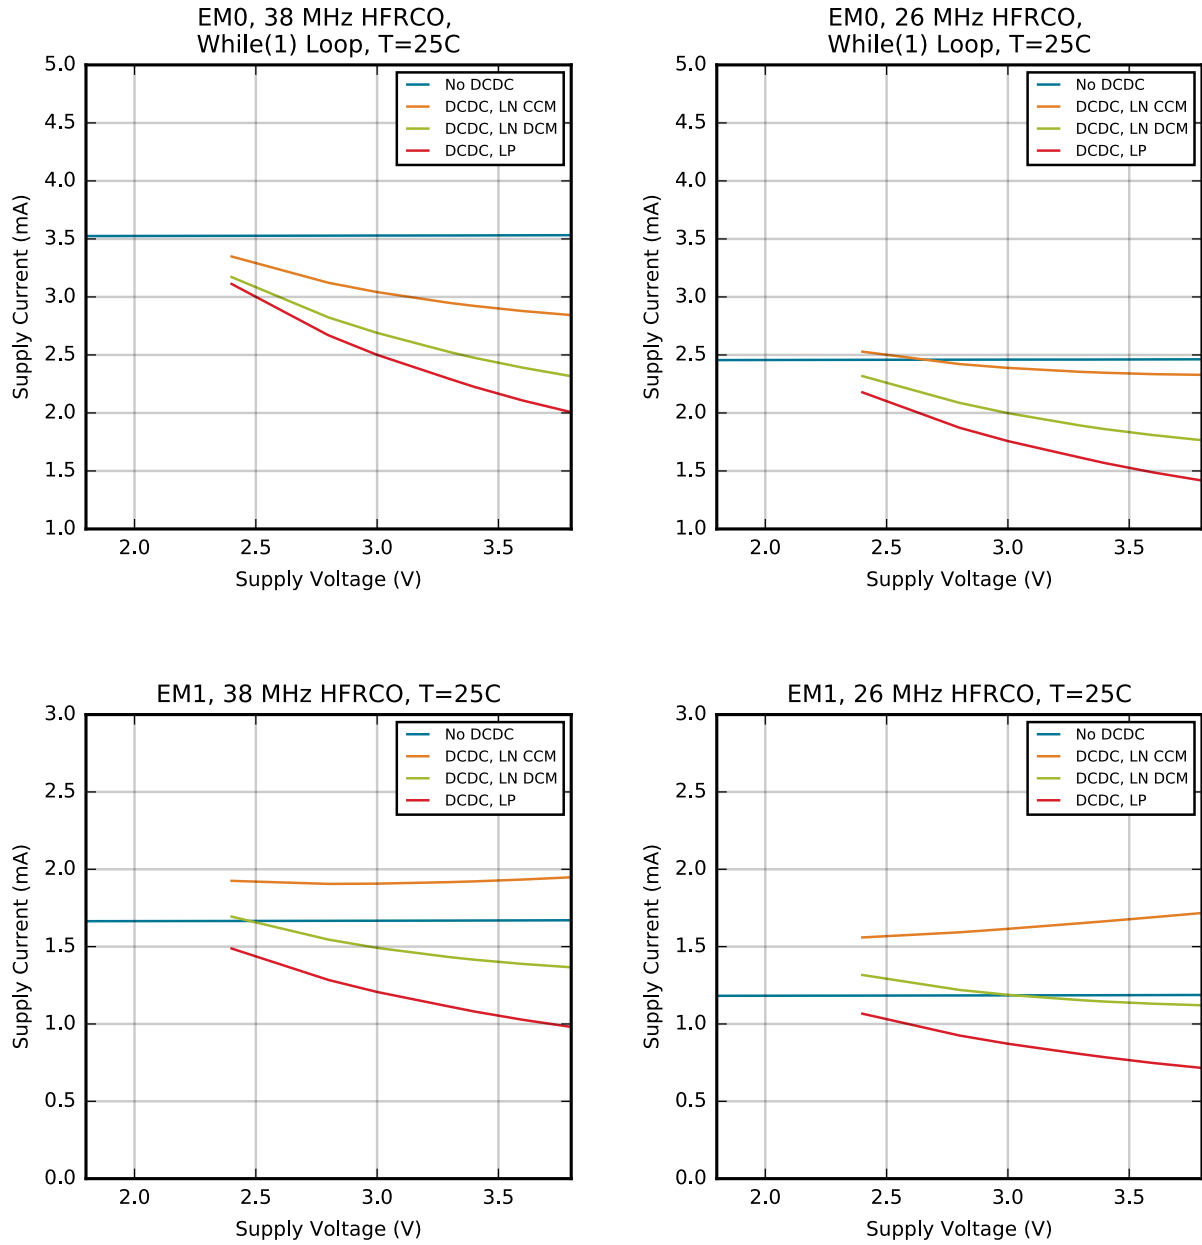 EM0, 38 MHz HFRCO,
While(1) Loop, T=25C
5.0
4.5
4.0
3.5
3.0
2.5
2.0
1.5
1.0
Supply Current (mA)
No DCDC
DCDC, LN CCM
DCDC, LN DCM
DCDC, LP
2.0 2.5 3.0 3.5
Supply Voltage (V)
EM0, 26 MHz HFRCO,
While(1) Loop, T=25C
5.0
4.5
4.0
3.5
3.0
2.5
2.0
1.5
1.0
Supply Current (mA)
No DCDC
DCDC, LN CCM
DCDC, LN DCM
DCDC, LP
2.0 2.5 3.0 3.5
Supply Voltage (V)
EM1, 38 MHz HFRCO, T=25C
3.0
2.5
2.0
1.5
1.0
0.5
0.0
Supply Current (mA)
No DCDC
DCDC, LN CCM
DCDC, LN DCM
DCDC, LP
2.0 2.5 3.0 3.5
Supply Voltage (V)
EM1, 26 MHz HFRCO, T=25C
3.0
2.5
2.0
1.5
1.0
0.5
0.0
Supply Current (mA)
No DCDC
DCDC, LN CCM
DCDC, LN DCM
DCDC, LP
2.0 2.5 3.0 3.5
Supply Voltage (V)